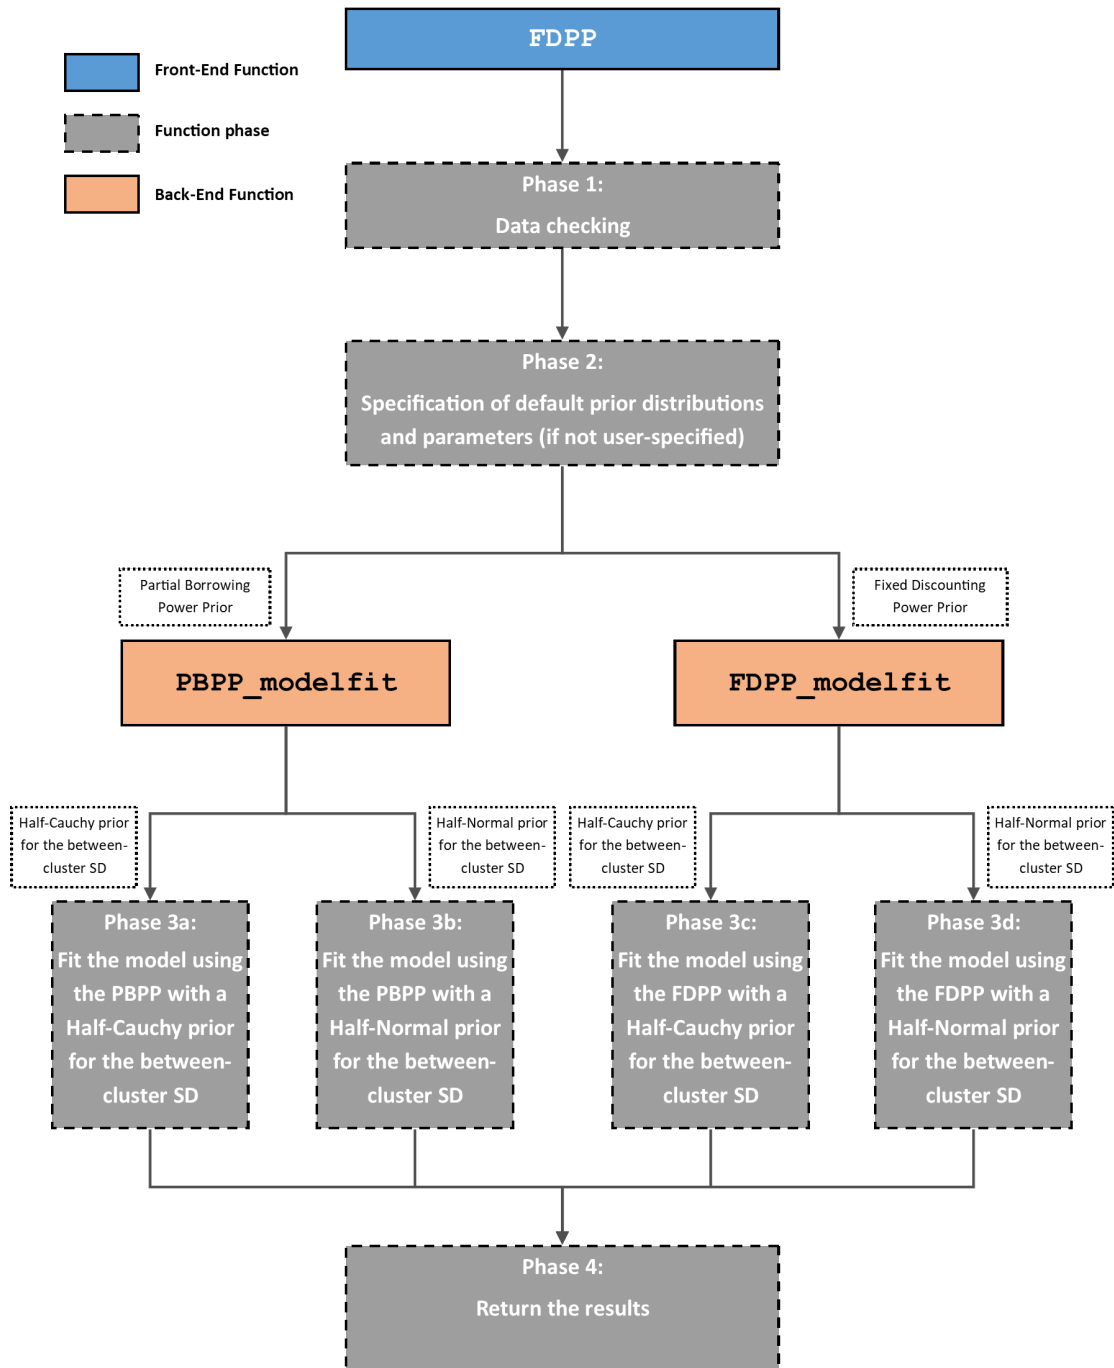 FDPP
Front-End Function
Function phase
Back-End Function
Phase 1:
Data checking
Phase 2:
Specification of default prior distributions
and parameters (if not user-specified)
Partial Borrowing
Power Prior
Fixed Discounting
Power Prior
PBPP_modelfit
FDPP_modelfit
Half-Cauchy prior
for the between-
cluster SD
Half-Normal prior
for the between-
cluster SD
Half-Cauchy prior
for the between-
cluster SD
Half-Normal prior
for the between-
cluster SD
Phase 3a:
Fit the model using
the PBPP with a
Half-Cauchy prior
for the between-
cluster SD
Phase 3b:
Fit the model using
the PBPP with a
Half-Normal prior
for the between-
cluster SD
Phase 3c:
Fit the model using
the FDPP with a
Half-Cauchy prior
for the between-
cluster SD
Phase 3d:
Fit the model using
the FDPP with a
Half-Normal prior
for the between-
cluster SD
Phase 4:
Return the results